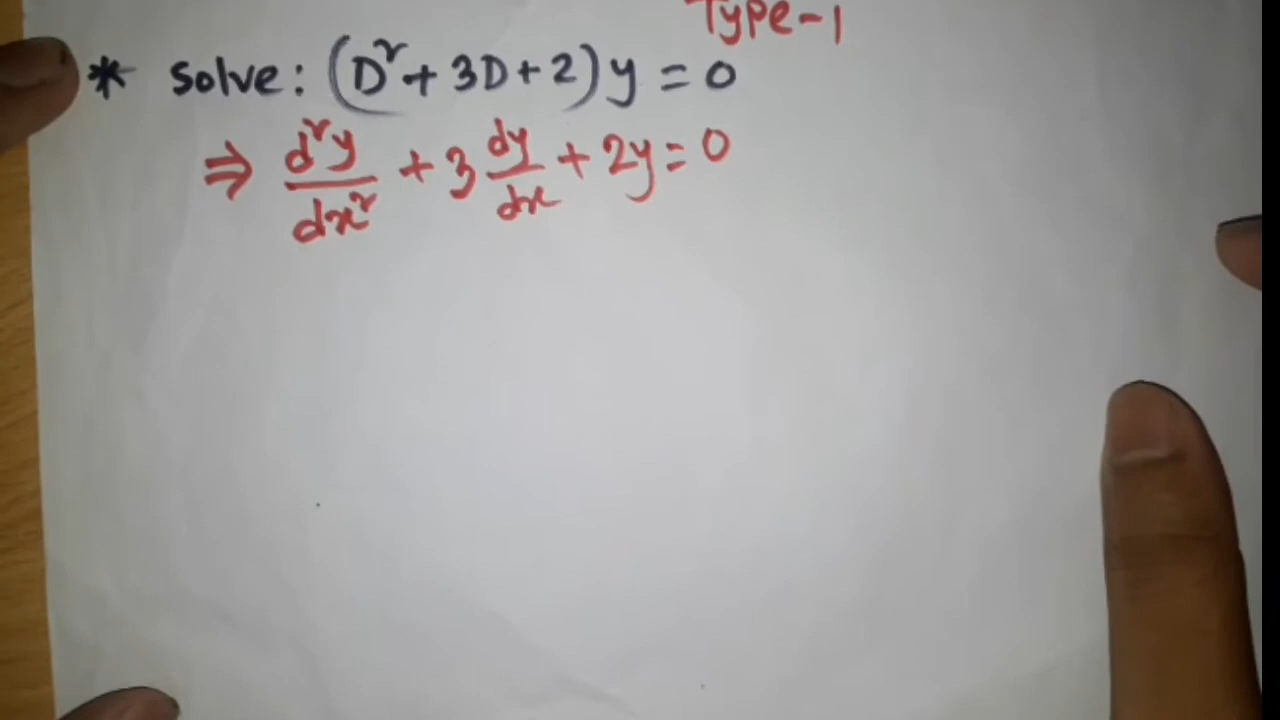 Type-1
* Solve: (D² + 3D + 2) y = 0
⇒ d²y/dx² + 3 dy/dx + 2y = 0